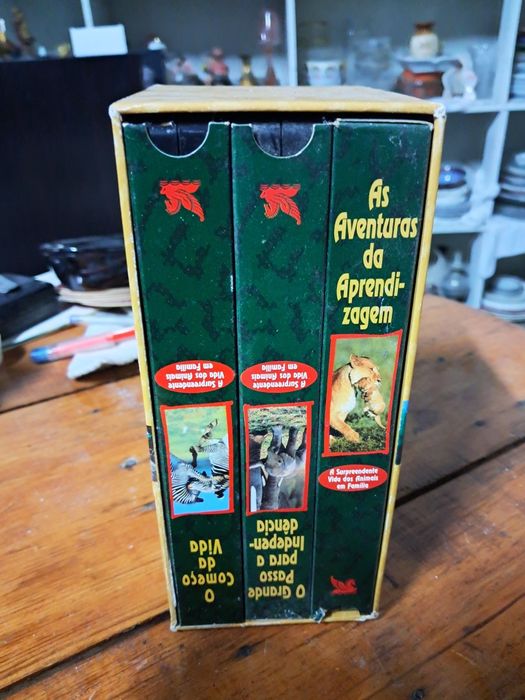 A Surpreendente
Vida dos Animais
em Família
O
Começo
da
Vida
A Surpreendente
Vida dos Animais
em Família
O Grande
Passo
para a
Indepen-
dência
As
Aventuras
da
Aprendi-
zagem
A Surpreendente
Vida dos Animais
em Família